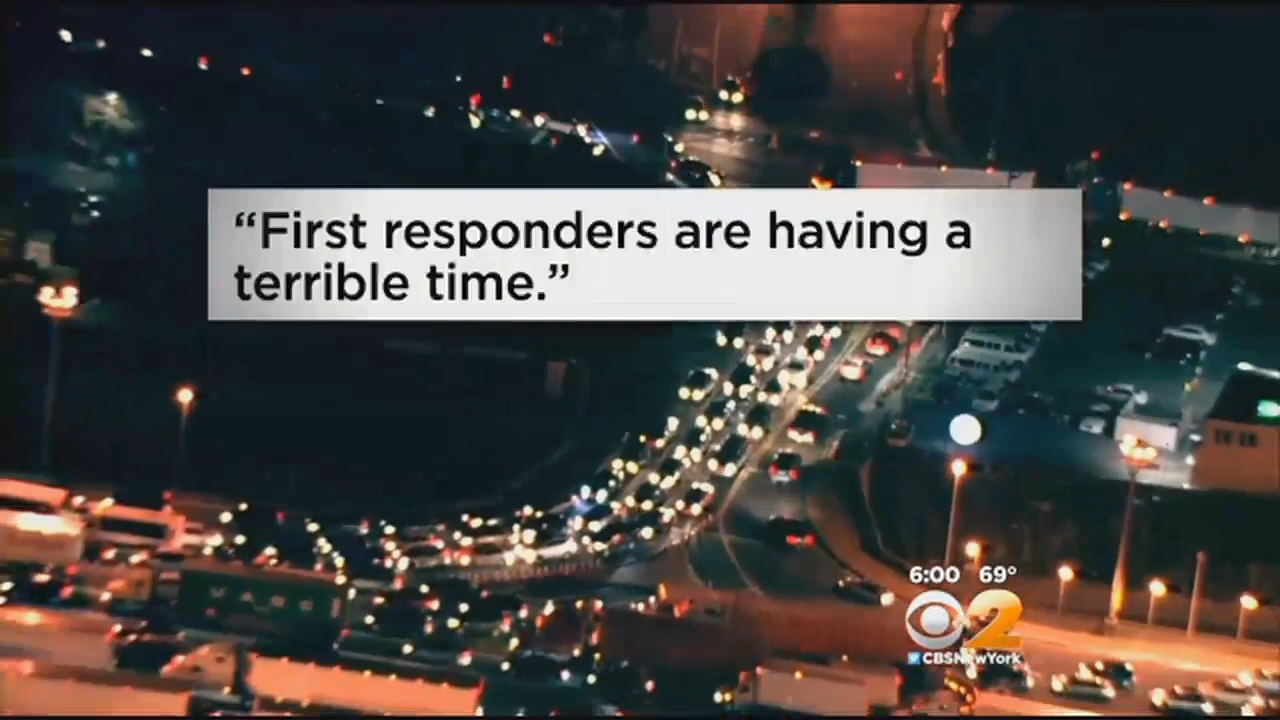 “First responders are having a
terrible time.”
6:00 69°
2
CBSNewYork